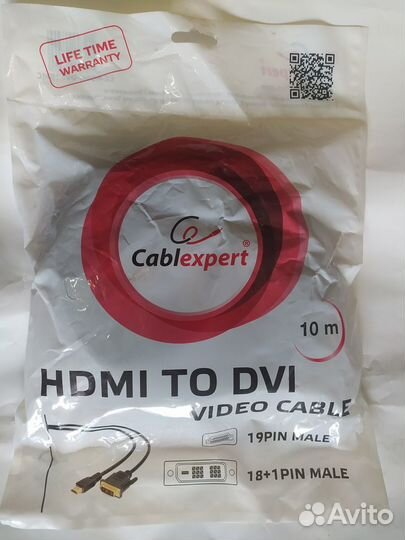 LIFE TIME
WARRANTY
Cablexpert®
10 m
HDMI TO DVI
VIDEO CABLE
19PIN MALE
18+1PIN MALE
Avito